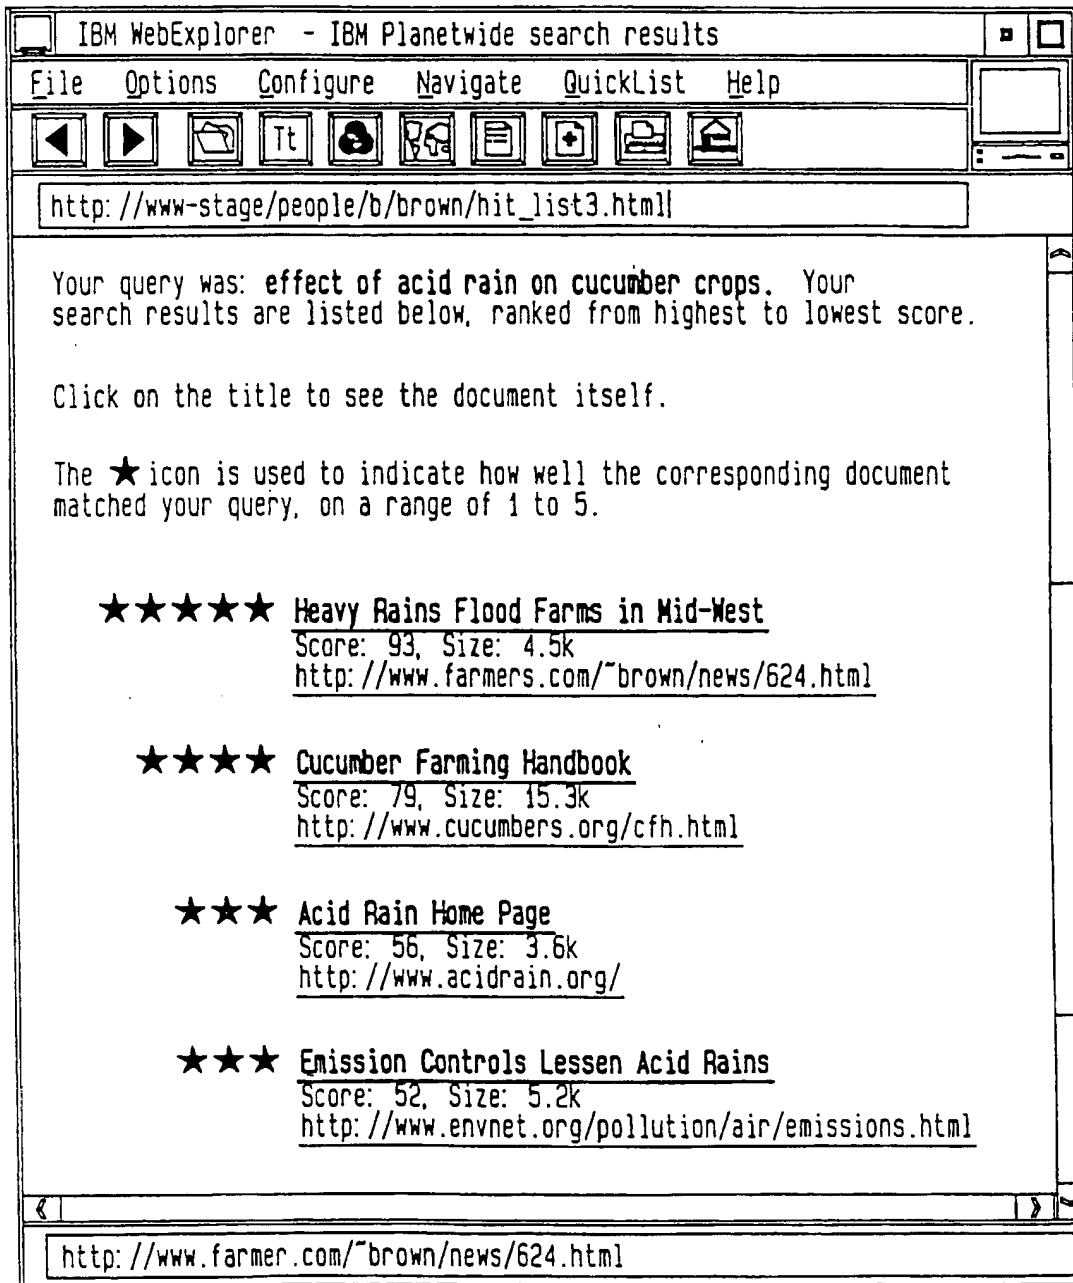 IBM WebExplorer - IBM Planetwide search results
File Options Configure Navigate QuickList Help
Tt
http://www-stage/people/b/brown/hit_list3.html
Your query was: effect of acid rain on cucumber crops. Your
search results are listed below, ranked from highest to lowest score.
Click on the title to see the document itself.
The ★ icon is used to indicate how well the corresponding document
matched your query, on a range of 1 to 5.
★★★★★ Heavy Rains Flood Farms in Mid-West
Score: 93, Size: 4.5k
http://www.farmers.com/~brown/news/624.html
★★★★ Cucumber Farming Handbook
Score: 79, Size: 15.3k
http://www.cucumbers.org/cfh.html
★★★ Acid Rain Home Page
Score: 56, Size: 3.6k
http://www.acidrain.org/
★★★ Emission Controls Lessen Acid Rains
Score: 52, Size: 5.2k
http://www.envnet.org/pollution/air/emissions.html
http://www.farmer.com/~brown/news/624.html